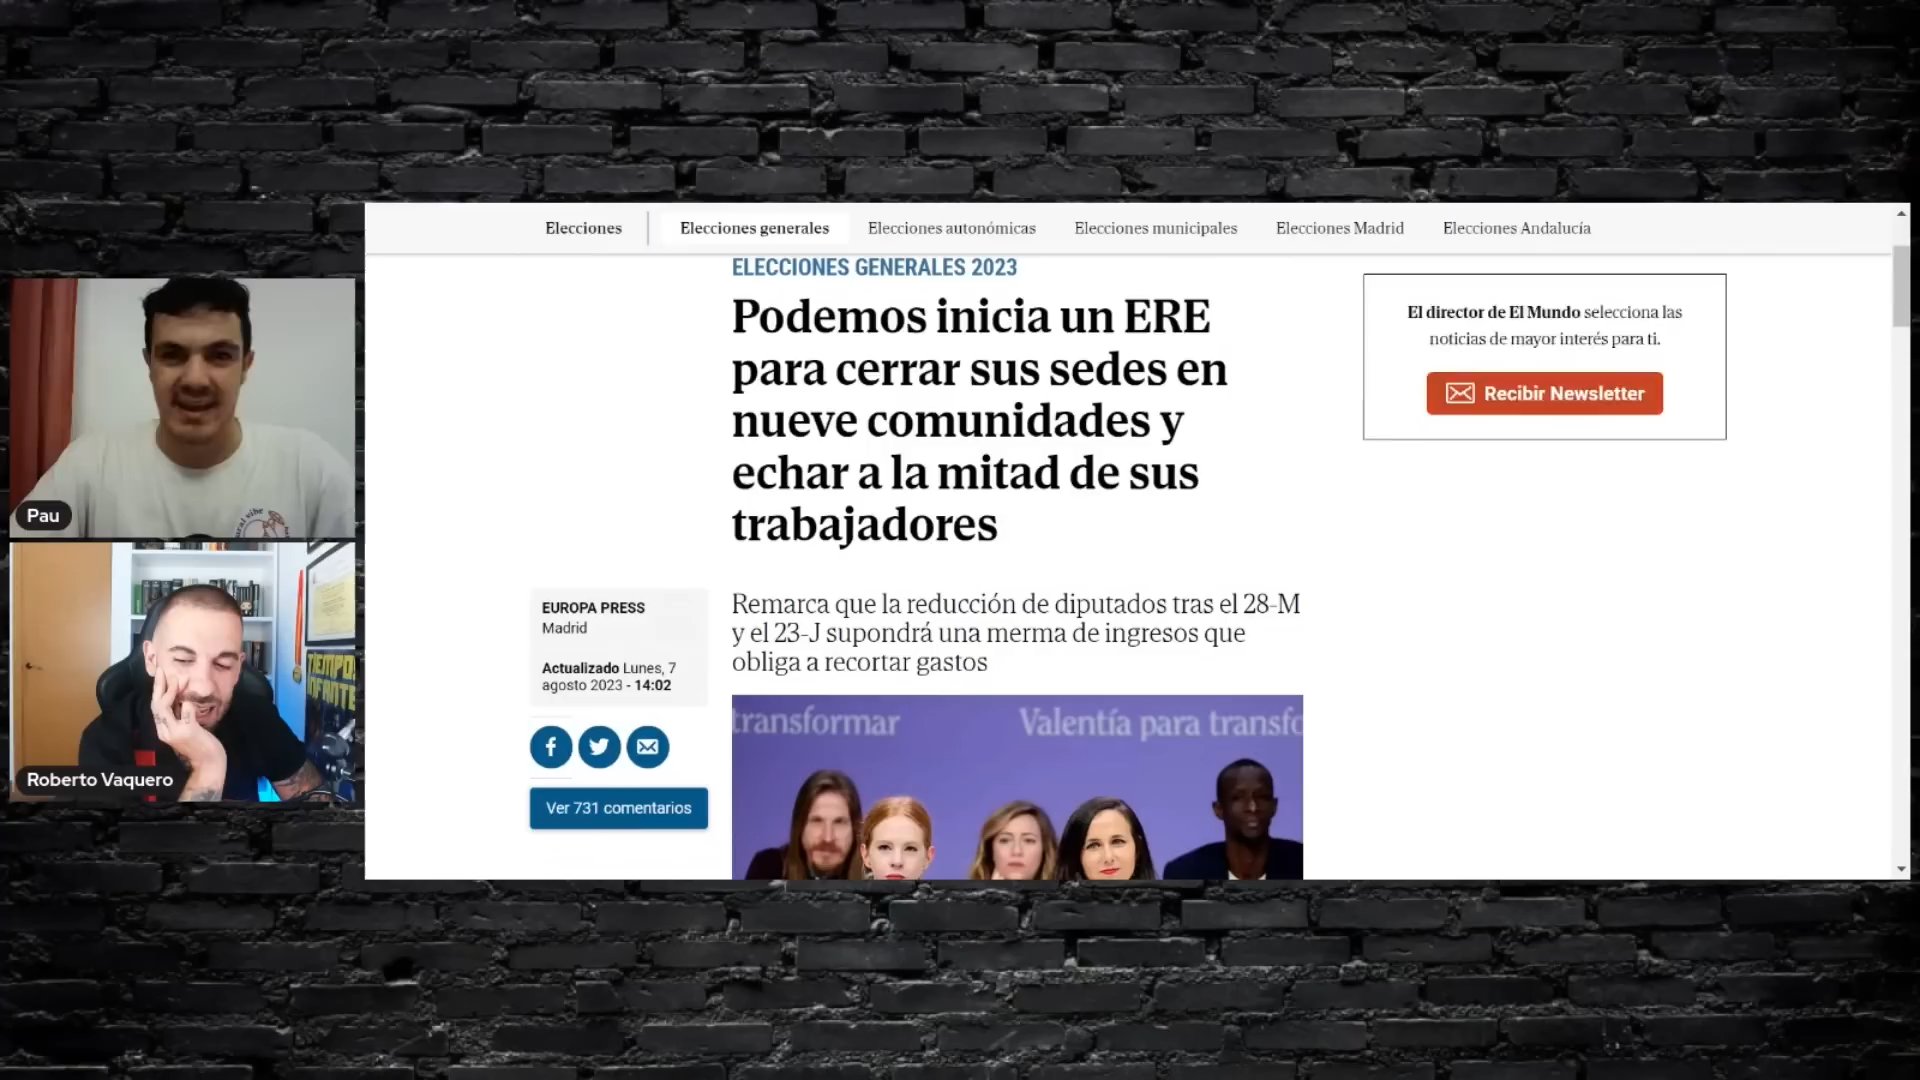 Elecciones
Elecciones generales
Elecciones autonómicas
Elecciones municipales
Elecciones Madrid
Elecciones Andalucía
ELECCIONES GENERALES 2023
Podemos inicia un ERE
para cerrar sus sedes en
nueve comunidades y
echar a la mitad de sus
trabajadores
El director de El Mundo selecciona las
noticias de mayor interés para ti.
Recibir Newsletter
Pau
Roberto Vaquero
TIEMPO
EUROPA PRESS
Madrid
Actualizado Lunes, 7
agosto 2023 - 14:02
Ver 731 comentarios
Remarca que la reducción de diputados tras el 28-M
y el 23-J supondrá una merma de ingresos que
obliga a recortar gastos
transformar
Valentía para transfo